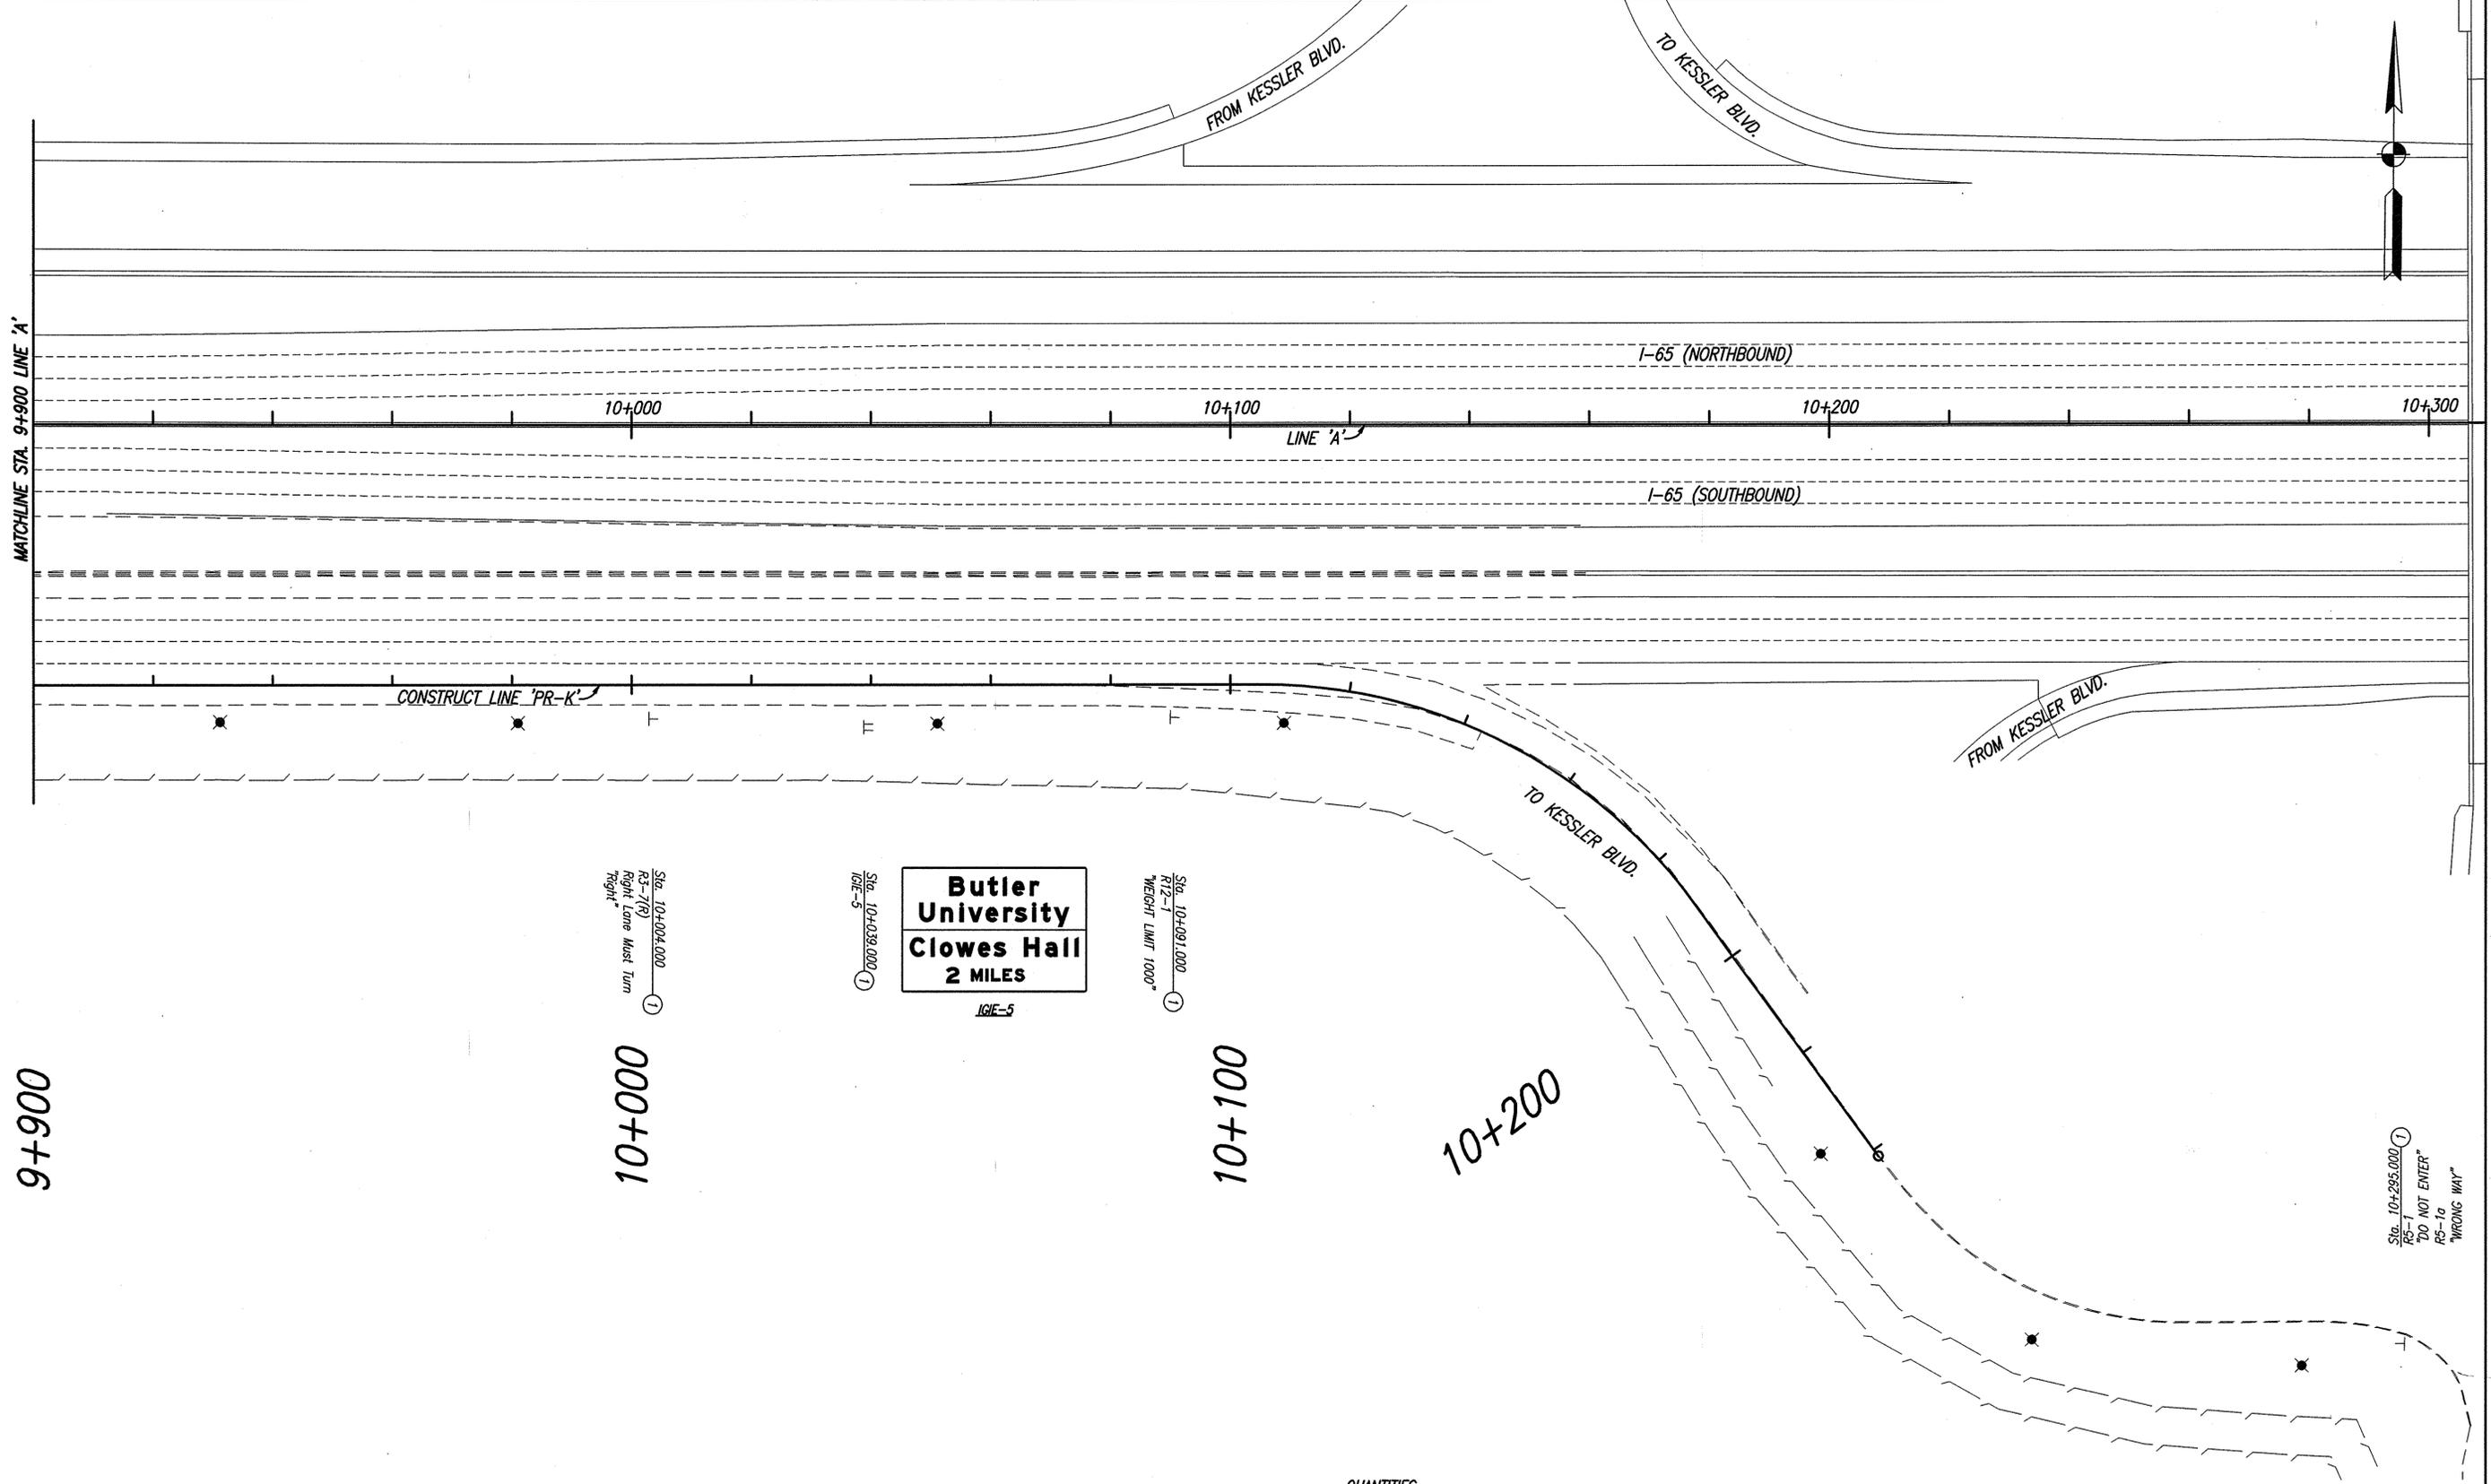 FROM KESSLER BLVD.
TO KESSLER BLVD.
MATCHLINE STA. 9+900 LINE 'A'
I-65 (NORTHBOUND)
10+000
10+100
10+200
10+300
LINE 'A'
I-65 (SOUTHBOUND)
CONSTRUCT LINE 'PR-K'
FROM KESSLER BLVD.
TO KESSLER BLVD.
Sta. 10+004.000
R3-7(R)
Right Lane Must Turn
"Right"
1
Sta. 10+039.000
IGIE-5
1
Butler
University
Clowes Hall
2 MILES
IGIE-5
Sta. 10+091.000
R12-1
"WEIGHT LIMIT 1000"
1
9+900
10+000
10+100
10+200
Sta. 10+295.000
1
R5-1
"DO NOT ENTER"
R5-1a
"WRONG WAY"
QUANTITIES